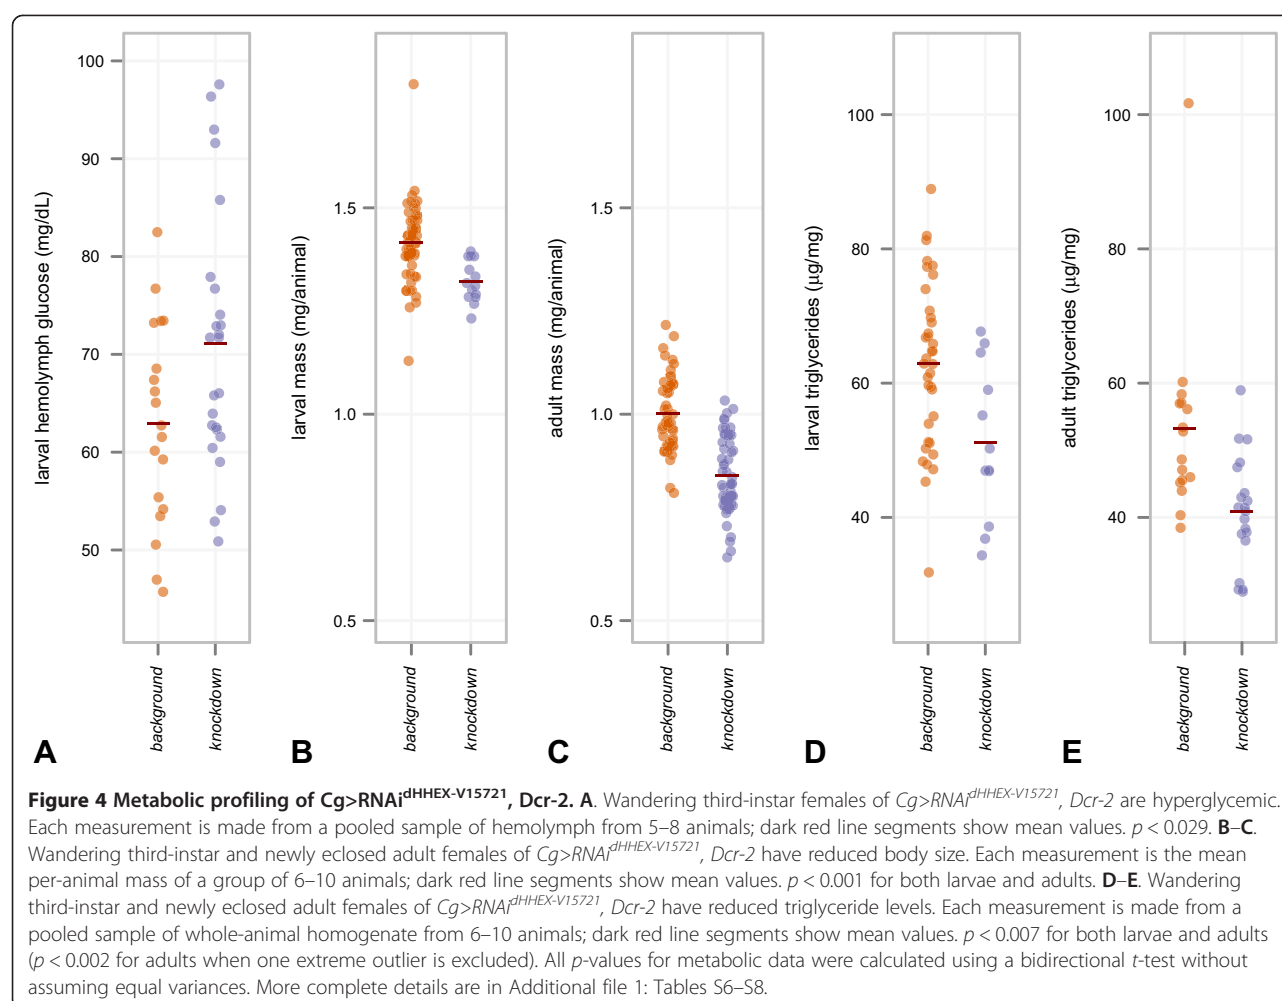 100
90
80
70
60
50
larval hemolymph glucose (mg/dL)
background
knockdown
A
1.5
1.0
0.5
larval mass (mg/animal)
background
knockdown
B
1.5
1.0
0.5
adult mass (mg/animal)
background
knockdown
C
100
80
60
40
larval triglycerides (µg/mg)
background
knockdown
D
100
80
60
40
adult triglycerides (µg/mg)
background
knockdown
E
Figure 4 Metabolic profiling of Cg>RNAi^dHHEX-V15721, Dcr-2. A. Wandering third-instar females of Cg>RNAi^dHHEX-V15721, Dcr-2 are hyperglycemic.
Each measurement is made from a pooled sample of hemolymph from 5–8 animals; dark red line segments show mean values. p < 0.029. B–C.
Wandering third-instar and newly eclosed adult females of Cg>RNAi^dHHEX-V15721, Dcr-2 have reduced body size. Each measurement is the mean
per-animal mass of a group of 6–10 animals; dark red line segments show mean values. p < 0.001 for both larvae and adults. D–E. Wandering
third-instar and newly eclosed adult females of Cg>RNAi^dHHEX-V15721, Dcr-2 have reduced triglyceride levels. Each measurement is made from a
pooled sample of whole-animal homogenate from 6–10 animals; dark red line segments show mean values. p < 0.007 for both larvae and adults
(p < 0.002 for adults when one extreme outlier is excluded). All p-values for metabolic data were calculated using a bidirectional t-test without
assuming equal variances. More complete details are in Additional file 1: Tables S6–S8.